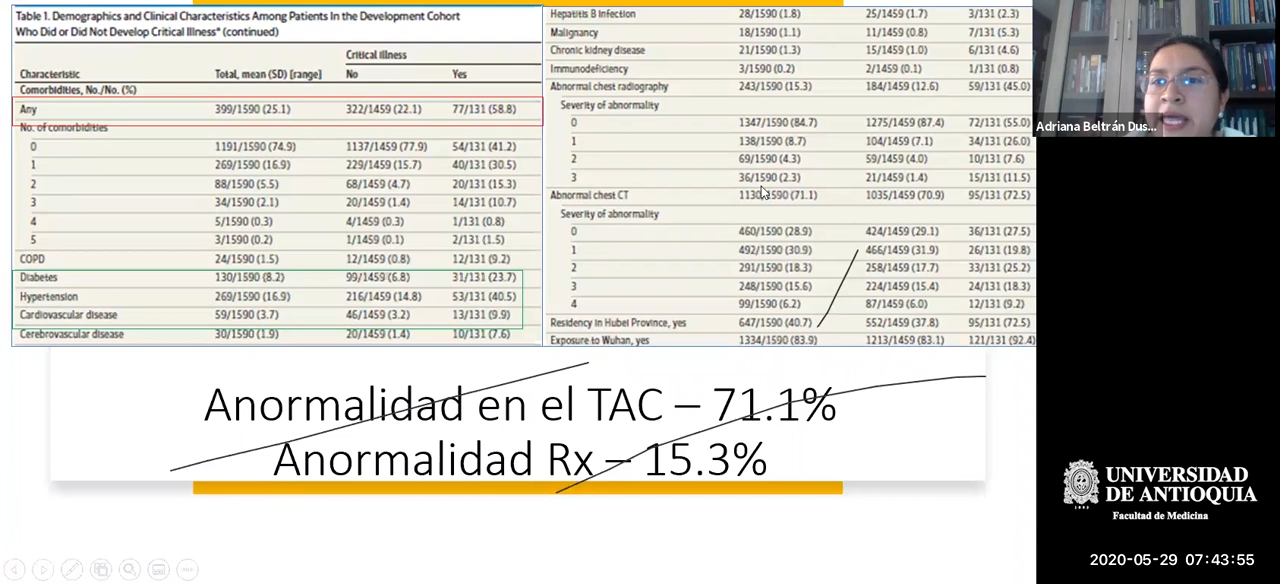 Table 1. Demographics and Clinical Characteristics Among Patients In the Development Cohort
Who Did or Did Not Develop Critical Illnessª (continued)
Critical Illness
Characteristic Total, mean (SD) [range] No Yes
Comorbidities, No./No. (%)
Any 399/1590 (25.1) 322/1459 (22.1) 77/131 (58.8)
No. of comorbidities
0 1191/1590 (74.9) 1137/1459 (77.9) 54/131 (41.2)
1 269/1590 (16.9) 229/1459 (15.7) 40/131 (30.5)
2 88/1590 (5.5) 68/1459 (4.7) 20/131 (15.3)
3 34/1590 (2.1) 20/1459 (1.4) 14/131 (10.7)
4 5/1590 (0.3) 4/1459 (0.3) 1/131 (0.8)
5 3/1590 (0.2) 1/1459 (0.1) 2/131 (1.5)
COPD 24/1590 (1.5) 12/1459 (0.8) 12/131 (9.2)
Diabetes 130/1590 (8.2) 99/1459 (6.8) 31/131 (23.7)
Hypertension 269/1590 (16.9) 216/1459 (14.8) 53/131 (40.5)
Cardiovascular disease 59/1590 (3.7) 46/1459 (3.2) 13/131 (9.9)
Cerebrovascular disease 30/1590 (1.9) 20/1459 (1.4) 10/131 (7.6)
Hepatitis B Infection 28/1590 (1.8) 25/1459 (1.7) 3/131 (2.3)
Malignancy 18/1590 (1.1) 11/1459 (0.8) 7/131 (5.3)
Chronic kidney disease 21/1590 (1.3) 15/1459 (1.0) 6/131 (4.6)
Immunodeficiency 3/1590 (0.2) 2/1459 (0.1) 1/131 (0.8)
Abnormal chest radiography 243/1590 (15.3) 184/1459 (12.6) 59/131 (45.0)
Severity of abnormality
0 1347/1590 (84.7) 1275/1459 (87.4) 72/131 (55.0)
1 138/1590 (8.7) 104/1459 (7.1) 34/131 (26.0)
2 69/1590 (4.3) 59/1459 (4.0) 10/131 (7.6)
3 36/1590 (2.3) 21/1459 (1.4) 15/131 (11.5)
Abnormal chest CT 1130/1590 (71.1) 1035/1459 (70.9) 95/131 (72.5)
Severity of abnormality
0 460/1590 (28.9) 424/1459 (29.1) 36/131 (27.5)
1 492/1590 (30.9) 466/1459 (31.9) 26/131 (19.8)
2 291/1590 (18.3) 258/1459 (17.7) 33/131 (25.2)
3 248/1590 (15.6) 224/1459 (15.4) 24/131 (18.3)
4 99/1590 (6.2) 87/1459 (6.0) 12/131 (9.2)
Residency in Hubei Province, yes 647/1590 (40.7) 552/1459 (37.8) 95/131 (72.5)
Exposure to Wuhan, yes 1334/1590 (83.9) 1213/1459 (83.1) 121/131 (92.4)
Anormalidad en el TAC – 71.1%
Anormalidad Rx – 15.3%
Adriana Beltrán Dus...
UNIVERSIDAD
DE ANTIOQUIA
1803
Facultad de Medicina
2020-05-29 07:43:55